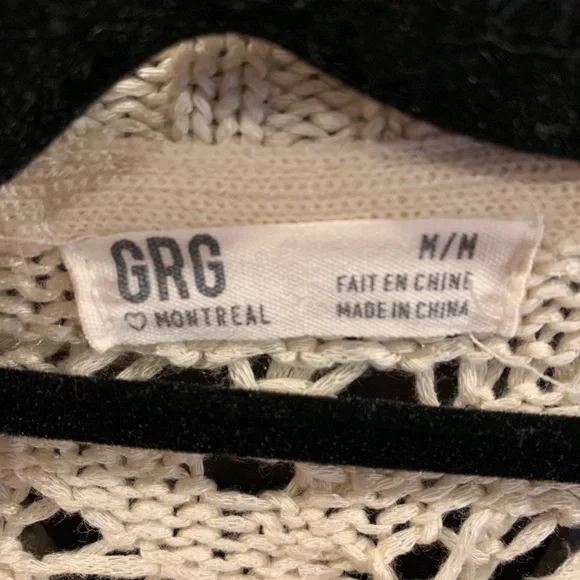 GRG
♡ MONTREAL
M/M
FAIT EN CHINE
MADE IN CHINA